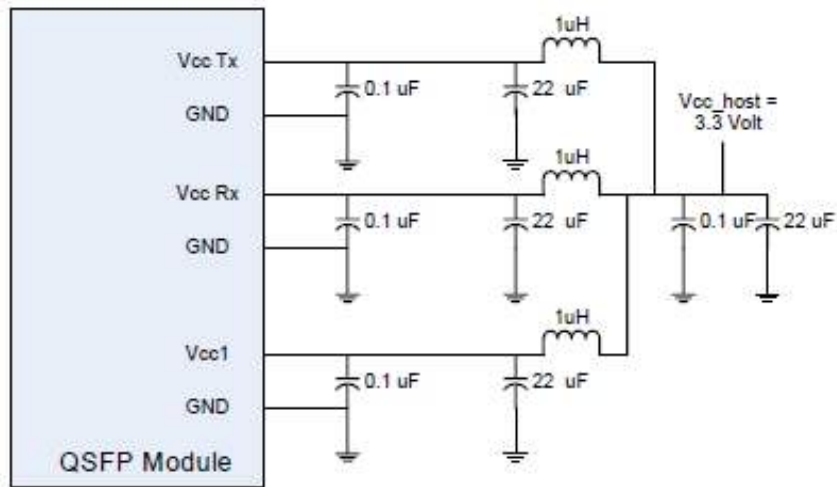 1uH
Vcc Tx
0.1 uF
22 uF
GND
Vcc_host =
3.3 Volt
1uH
Vcc Rx
0.1 uF
22 uF
0.1 uF
22 uF
GND
1uH
Vcc1
0.1 uF
22 uF
GND
QSFP Module